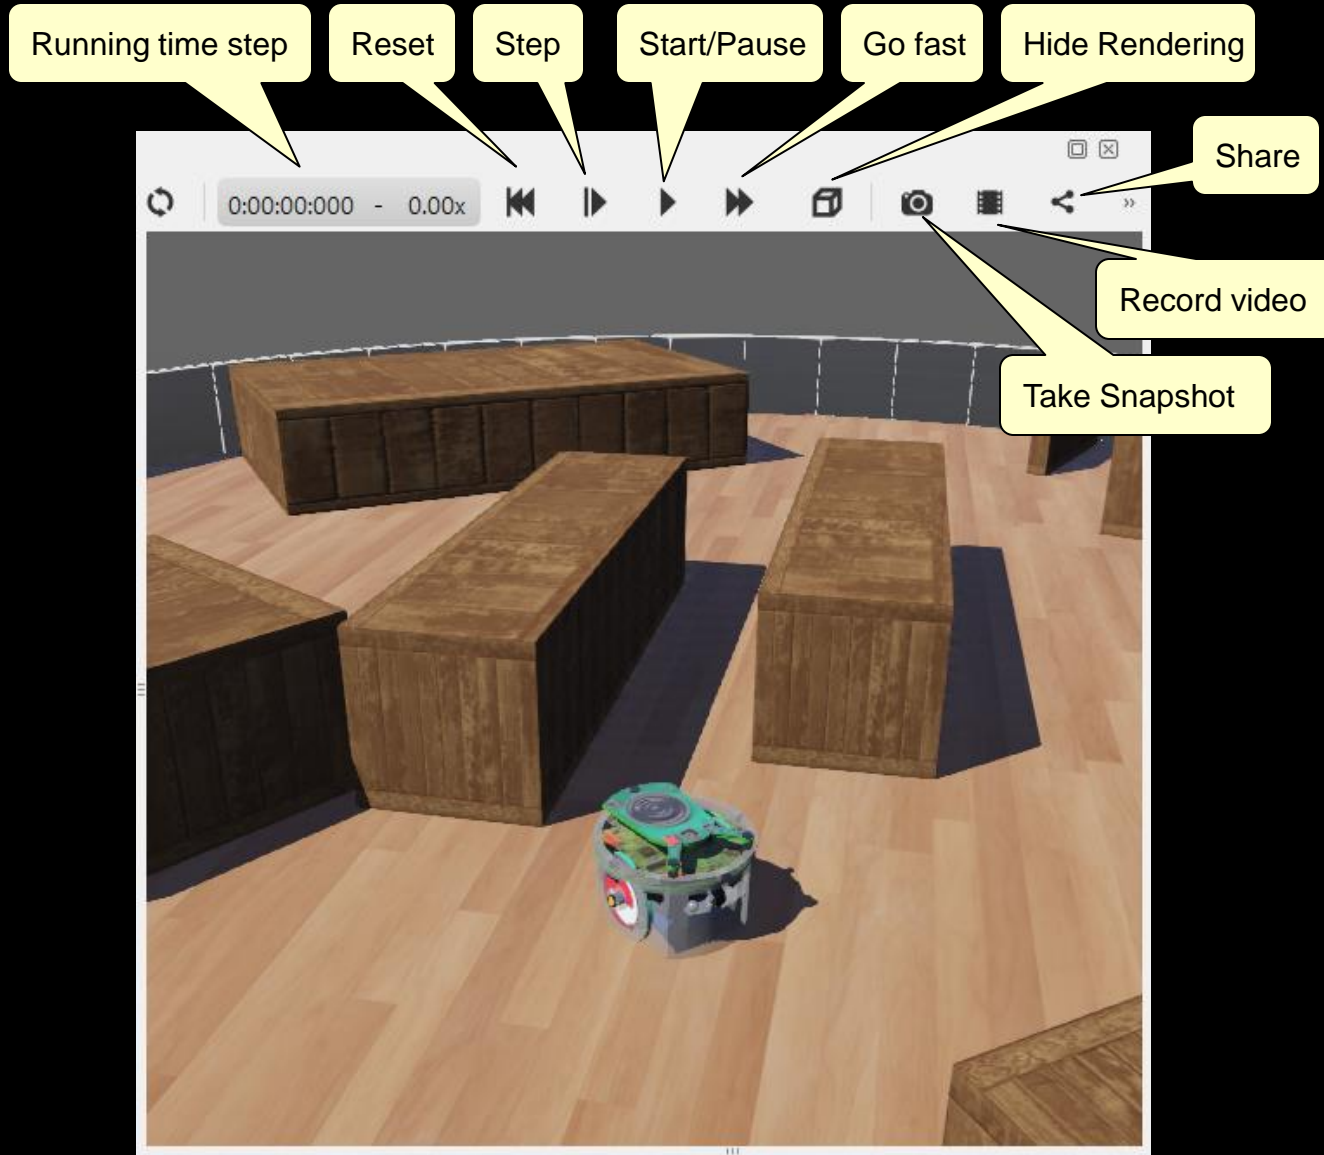 Running time step
Reset
Step
Start/Pause
Go fast
Hide Rendering
Share
0:00:00:000 - 0.00x
Record video
Take Snapshot